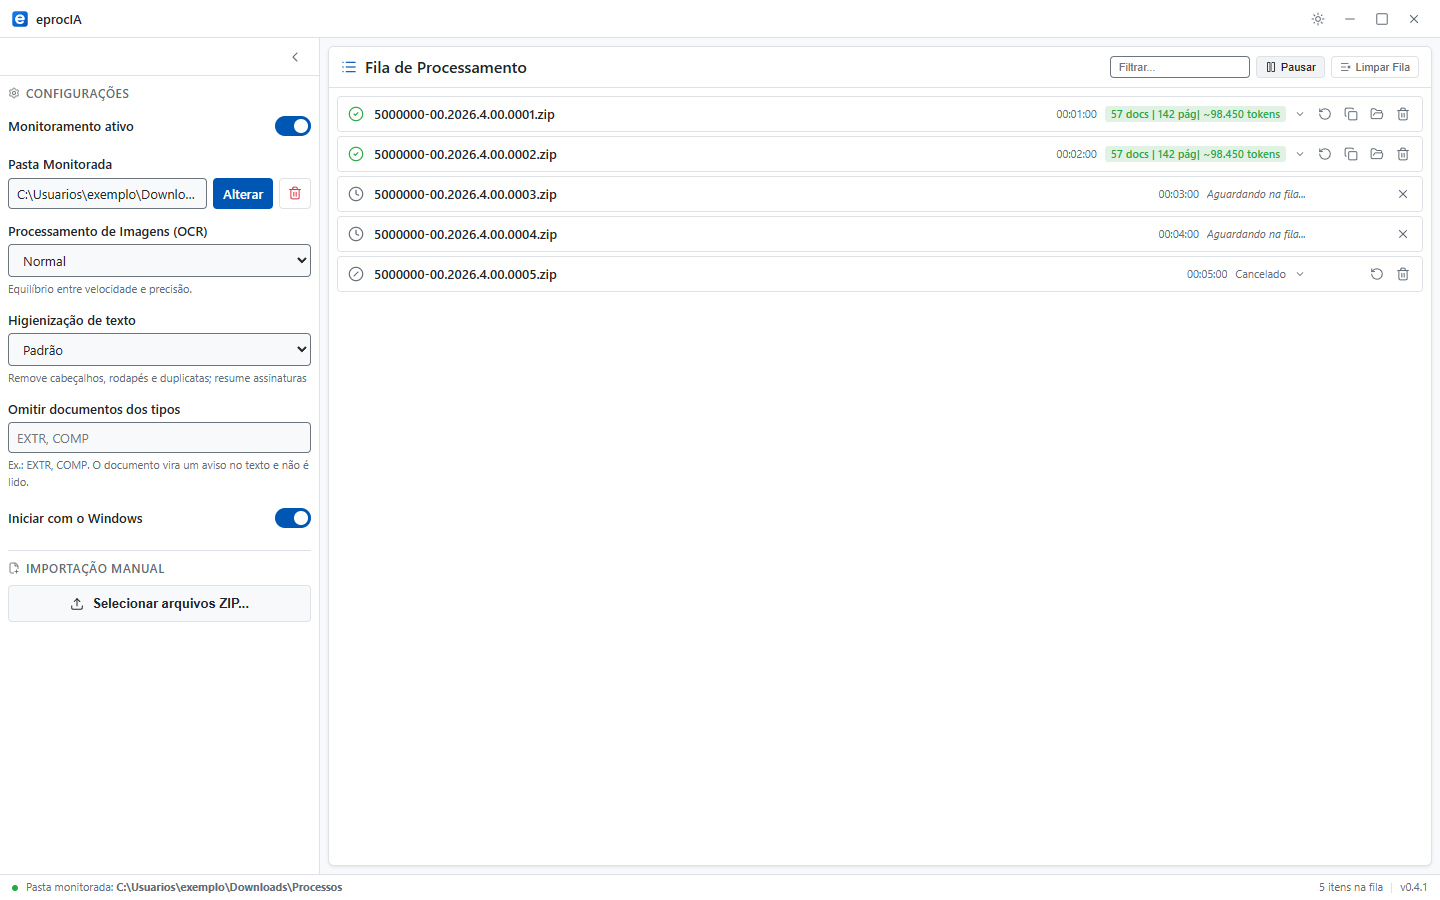 eprocIA
CONFIGURAÇÕES
Monitoramento ativo
Pasta Monitorada
C:\Usuarios\exemplo\Downlo...
Alterar
Processamento de Imagens (OCR)
Normal
Equilíbrio entre velocidade e precisão.
Higienização de texto
Padrão
Remove cabeçalhos, rodapés e duplicatas; resume assinaturas
Omitir documentos dos tipos
EXTR, COMP
Ex.: EXTR, COMP. O documento vira um aviso no texto e não é
lido.
Iniciar com o Windows
IMPORTAÇÃO MANUAL
Selecionar arquivos ZIP...
Fila de Processamento
Filtrar...
Pausar
Limpar Fila
5000000-00.2026.4.00.0001.zip 00:01:00 57 docs | 142 pág| ~98.450 tokens
5000000-00.2026.4.00.0002.zip 00:02:00 57 docs | 142 pág| ~98.450 tokens
5000000-00.2026.4.00.0003.zip 00:03:00 Aguardando na fila...
5000000-00.2026.4.00.0004.zip 00:04:00 Aguardando na fila...
5000000-00.2026.4.00.0005.zip 00:05:00 Cancelado
Pasta monitorada: C:\Usuarios\exemplo\Downloads\Processos
5 itens na fila | v0.4.1